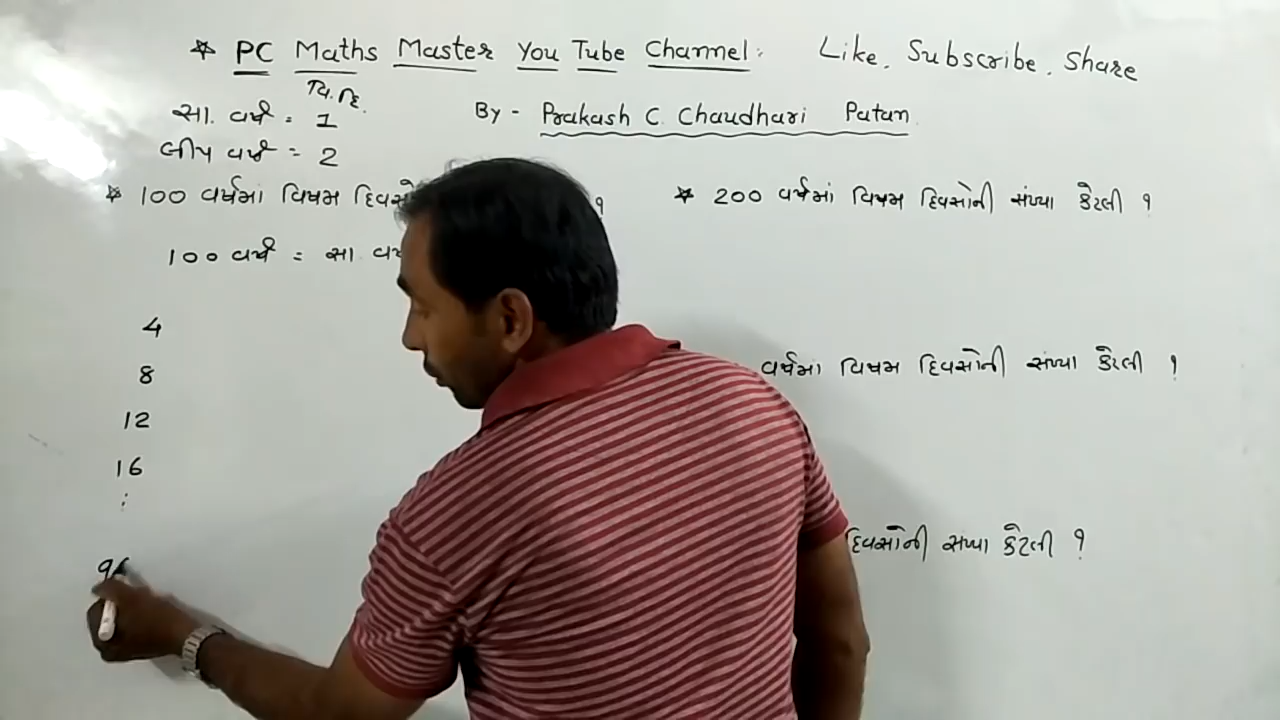 * PC Maths Master You Tube Channel: Like, Subscribe, Share
વિ.દિ.
સા. વર્ષ = 1
By - Prakash C. Chaudhari Patan
લીપ વર્ષ = 2
* 100 વર્ષમાં વિષમ ?
* 200 વર્ષમાં વિષમ દિવસોની સંખ્યા કેટલી ?
100 વર્ષ = સા.
4
8
વર્ષમાં વિષમ દિવસોની સંખ્યા કેટલી ?
12
16
:
દિવસોની સંખ્યા કેટલી ?
96